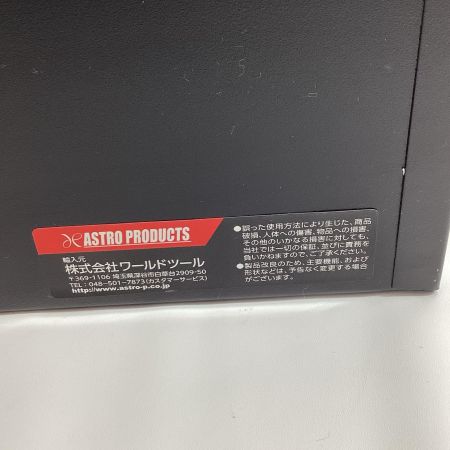 ASTRO PRODUCTS
輸入元
株式会社ワールドツール
〒369-1106 埼玉県深谷市白草台2909-50
TEL：048-501-7873(カスタマーサービス)
http://www.astro-p.co.jp
●誤った使用方法により生じた、商品
破損、人体への傷害、物品への損害、
その他のいかなる損害に対しても、
当社では一切の保証、並びに責務を
負いかねますので、ご了承ください。
●製品改良のため、主要機能、および
形状などは、予告なく変更する場合
がございます。